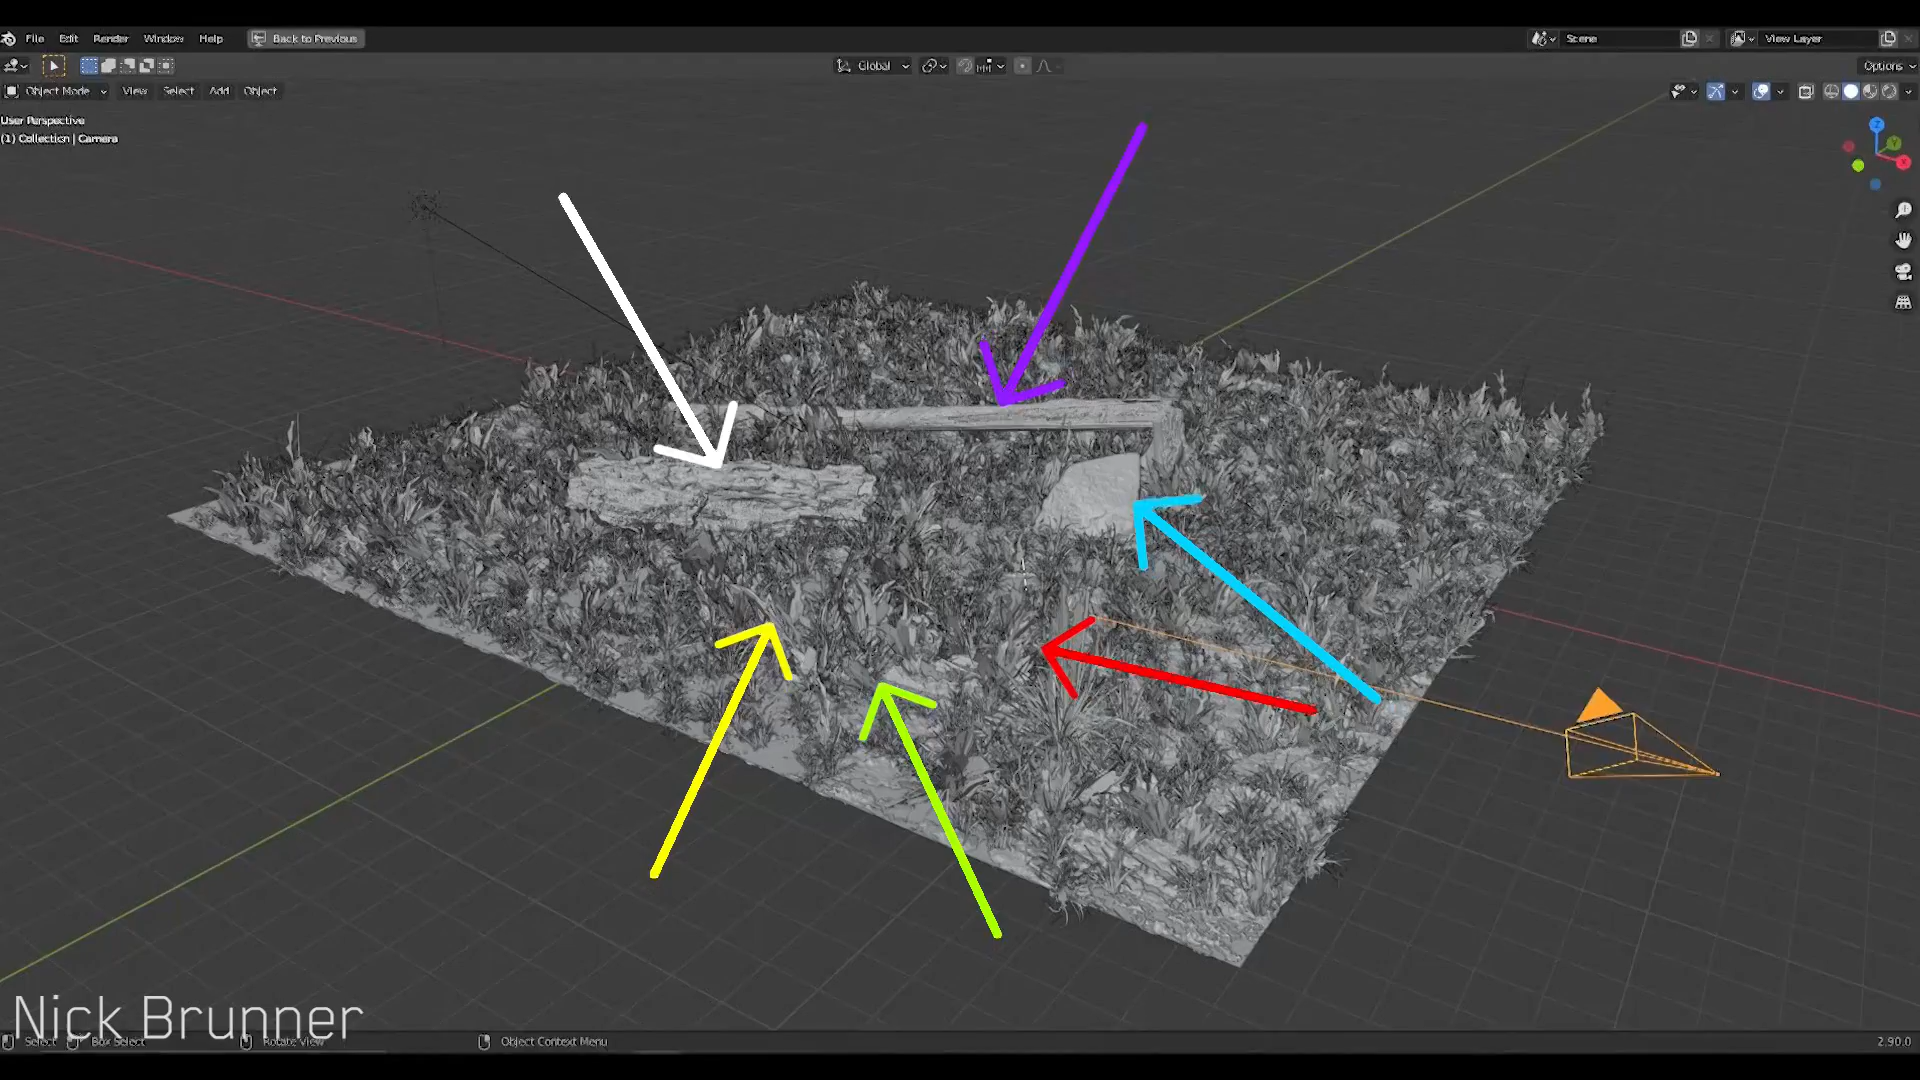 File Edit Render Window Help Back to Previous Scene View Layer
Global Options
Object Mode View Select Add Object
User Perspective
(1) Collection | Camera
Z
Y
X
Nick Brunner
Select Box Select Rotate View Object Context Menu 2.90.0